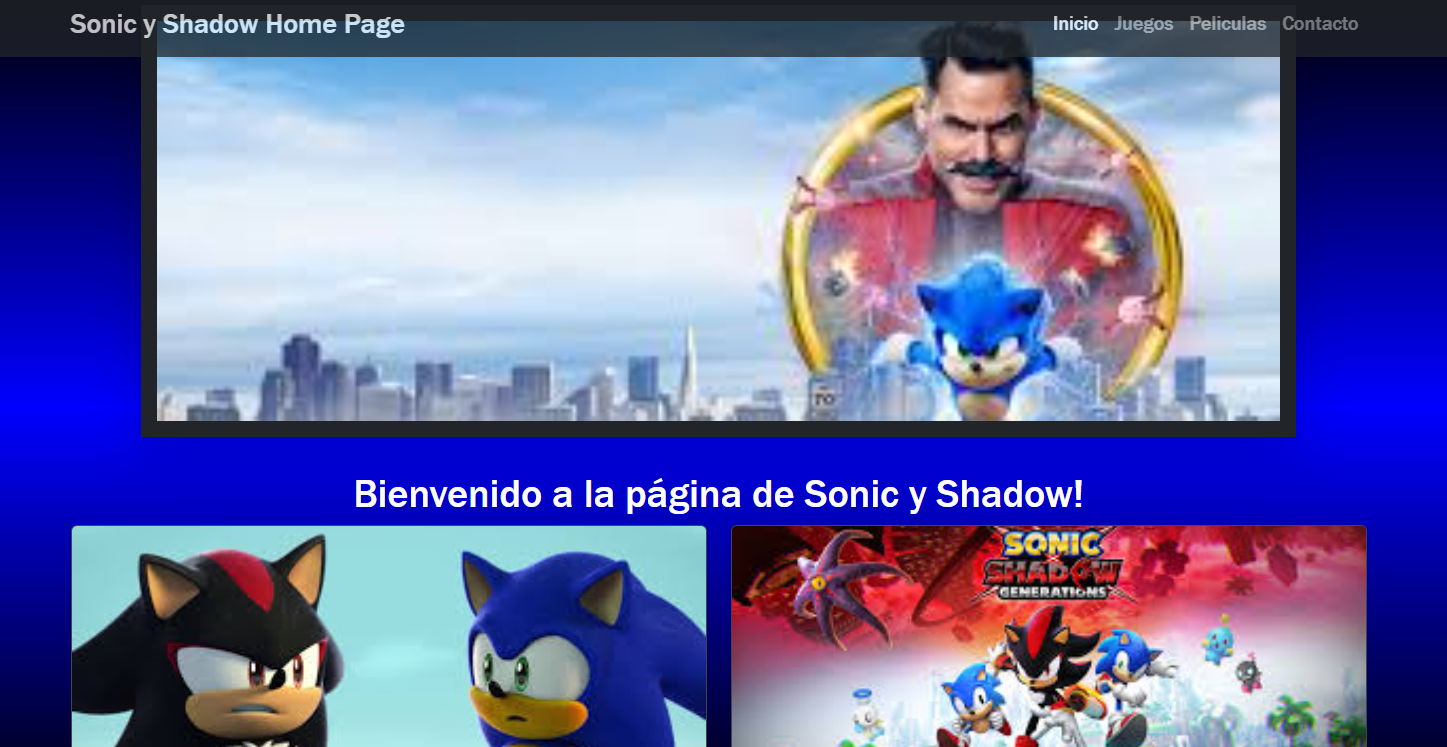 Sonic y Shadow Home Page
Inicio Juegos Peliculas Contacto
Bienvenido a la página de Sonic y Shadow!
SONIC
SHADOW
GENERATIONS